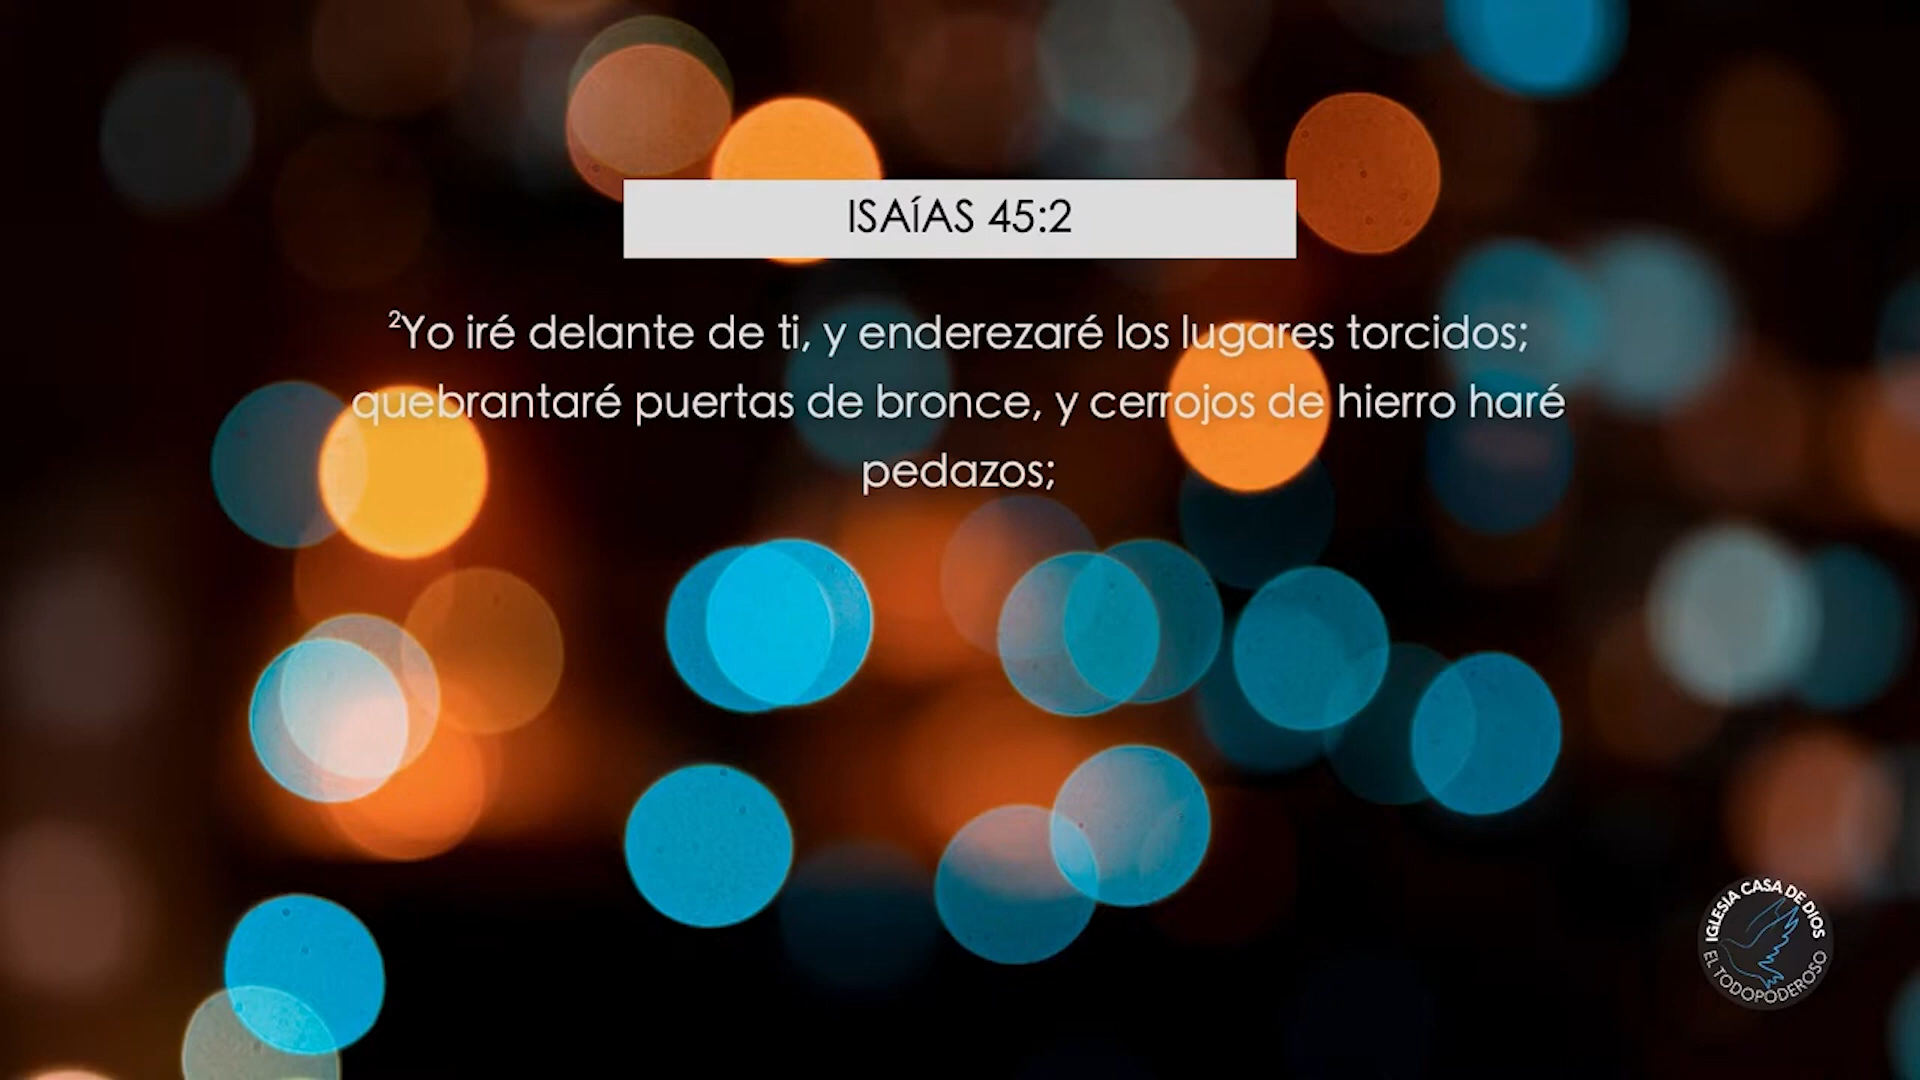 ISAÍAS 45:2
²Yo iré delante de ti, y enderezaré los lugares torcidos;
quebrantaré puertas de bronce, y cerrojos de hierro haré
pedazos;
IGLESIA CASA DE DIOS
EL TODOPODEROSO